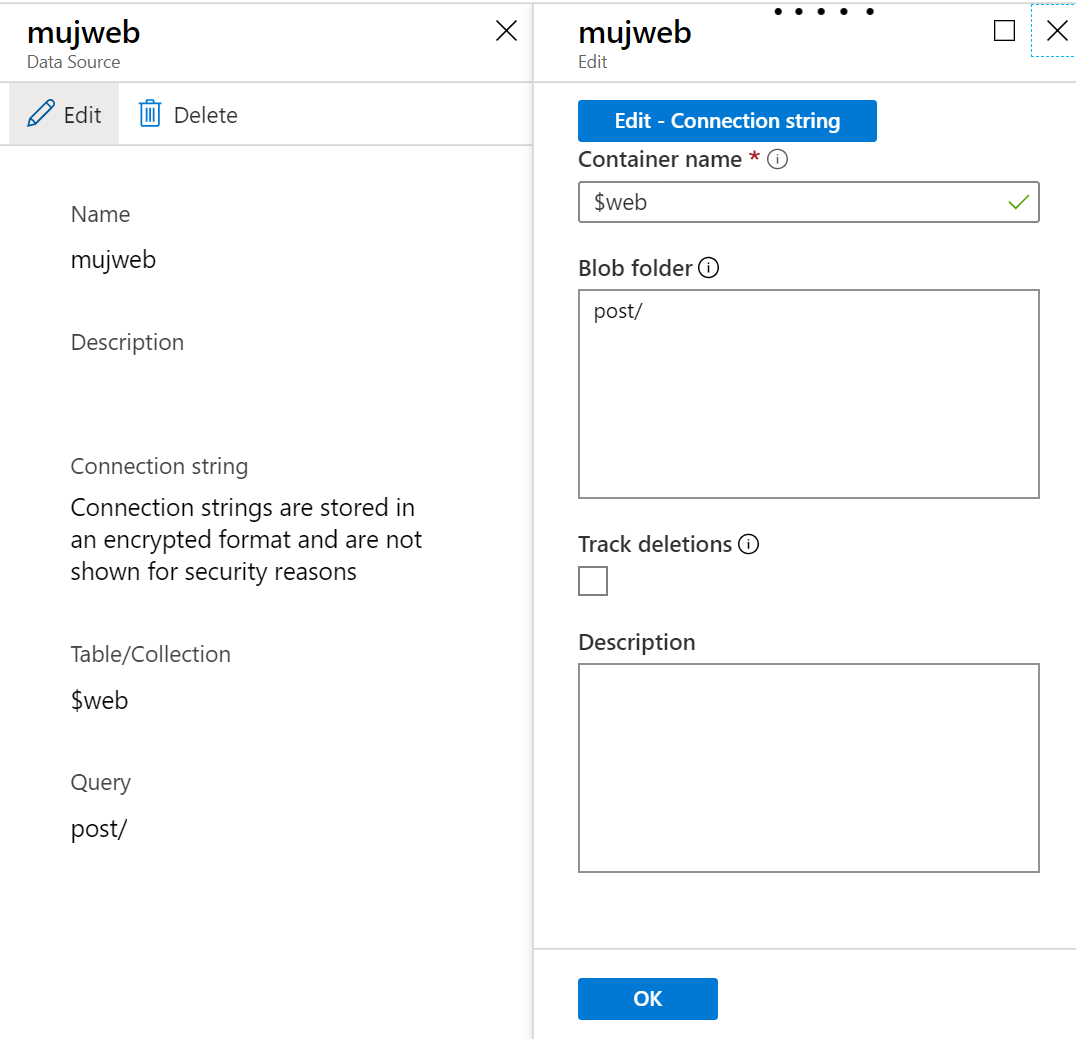 mujweb
Data Source
Edit
Delete
Name
mujweb
Description
Connection string
Connection strings are stored in
an encrypted format and are not
shown for security reasons
Table/Collection
$web
Query
post/
mujweb
Edit
Edit - Connection string
Container name *
$web
Blob folder
post/
Track deletions
Description
OK